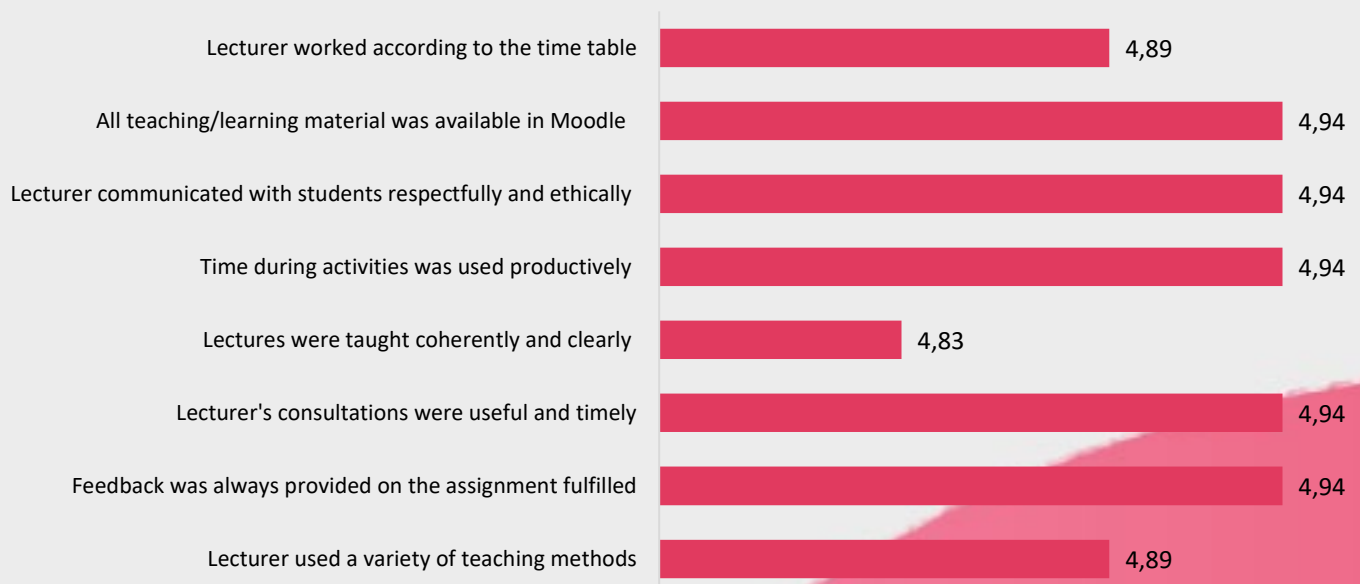 Lecturer worked according to the time table 4,89
All teaching/learning material was available in Moodle 4,94
Lecturer communicated with students respectfully and ethically 4,94
Time during activities was used productively 4,94
Lectures were taught coherently and clearly 4,83
Lecturer's consultations were useful and timely 4,94
Feedback was always provided on the assignment fulfilled 4,94
Lecturer used a variety of teaching methods 4,89